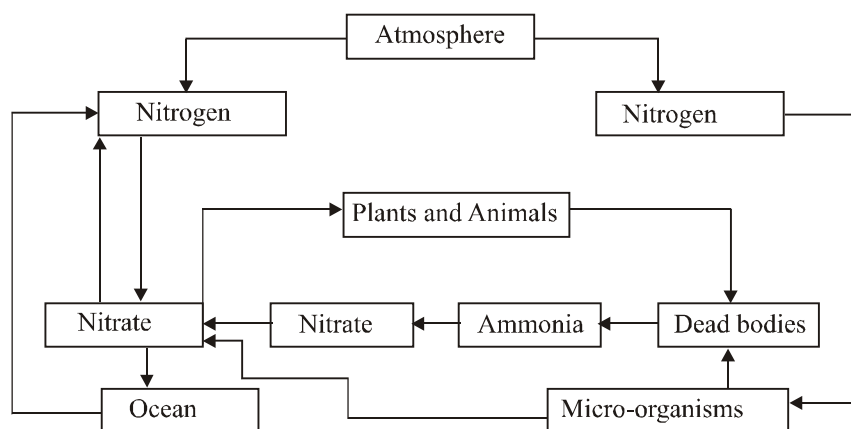 Atmosphere
Nitrogen
Nitrogen
Plants and Animals
Nitrate
Nitrate
Ammonia
Dead bodies
Ocean
Micro-organisms